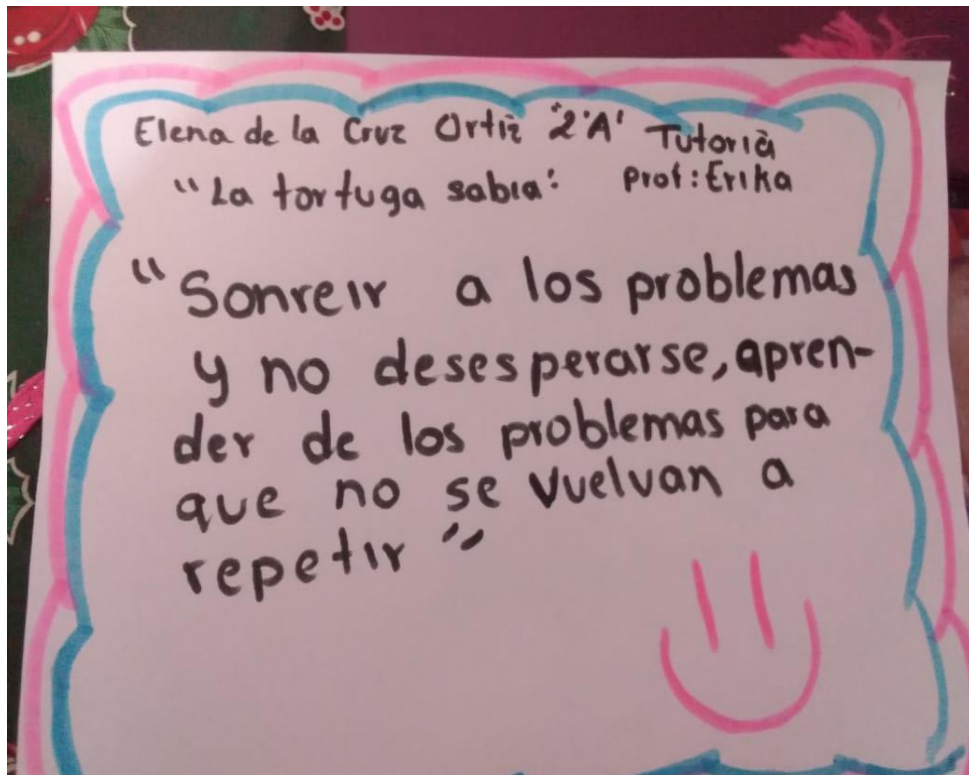 Elena de la Cruz Ortiz "2'A' Tutoria
"La tortuga sabia: prof: Erika
"Sonreir a los problemas
y no desesperarse, apren-
der de los problemas para
que no se vuelvan a
repetir"